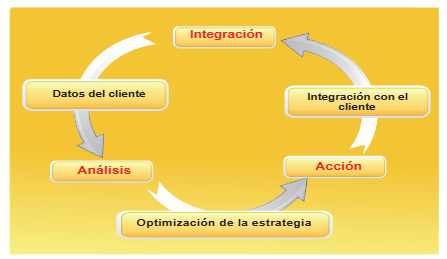 Integración
Datos del cliente
Integración con el
cliente
Análisis
Acción
Optimización de la estrategia